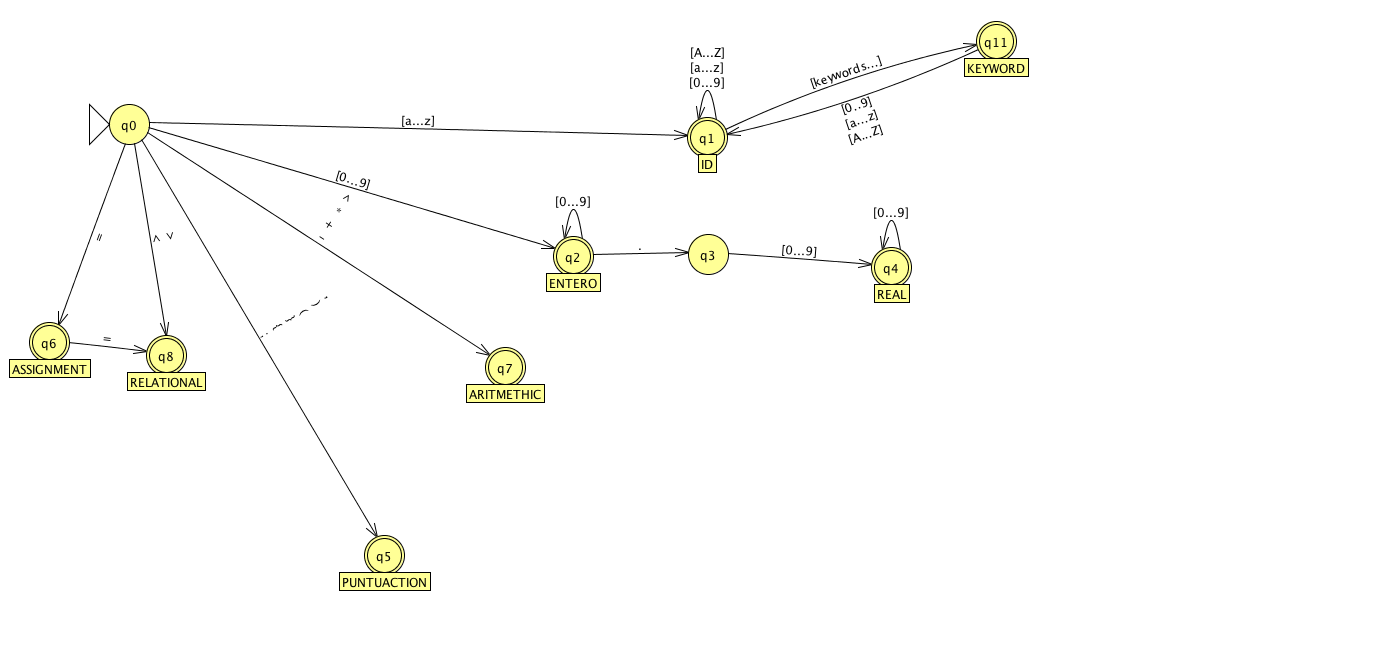 q11
KEYWORD
[A...Z]
[a...z]
[0...9]
[keywords...]
[0..9]
[a...z]
[A...Z]
q0
[a...z]
q1
ID
[0...9]
- + * ^
[0...9]
q2
ENTERO
.
q3
[0...9]
[0...9]
q4
REAL
=
< >
q6
ASSIGNMENT
=
q8
RELATIONAL
{ } ( )
q7
ARITMETHIC
q5
PUNTUACTION